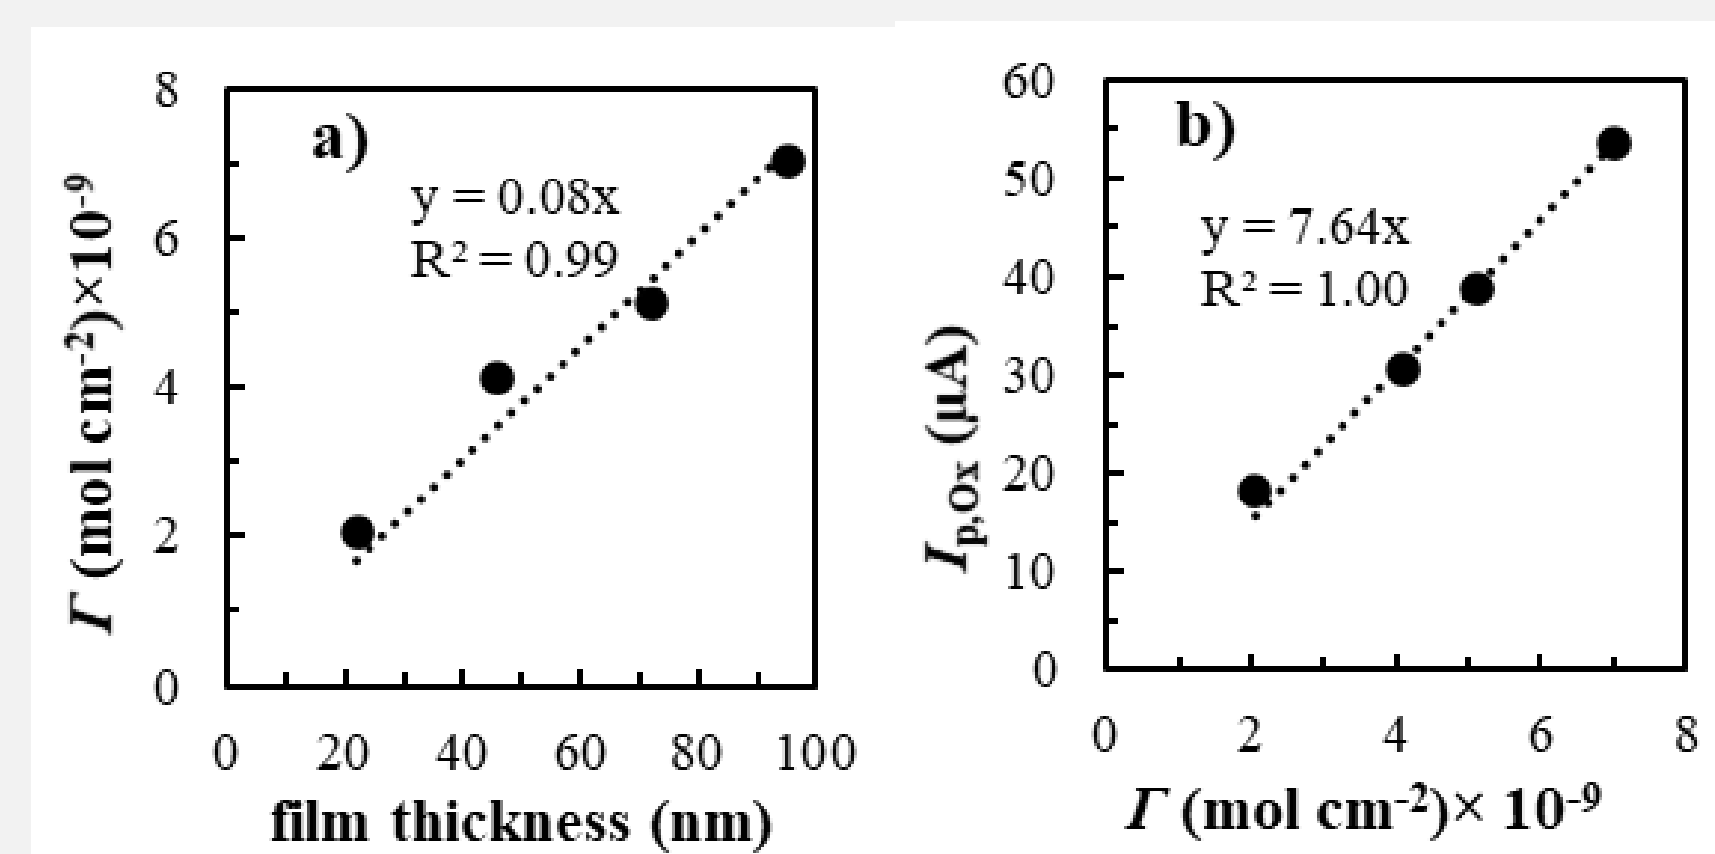 a)
y = 0.08x
R² = 0.99
8
6
4
2
0
Γ (mol cm⁻²)×10⁻⁹
0 20 40 60 80 100
film thickness (nm)
b)
y = 7.64x
R² = 1.00
60
50
40
30
20
10
0
Iₚ,Ox (µA)
0 2 4 6 8
Γ (mol cm⁻²)× 10⁻⁹